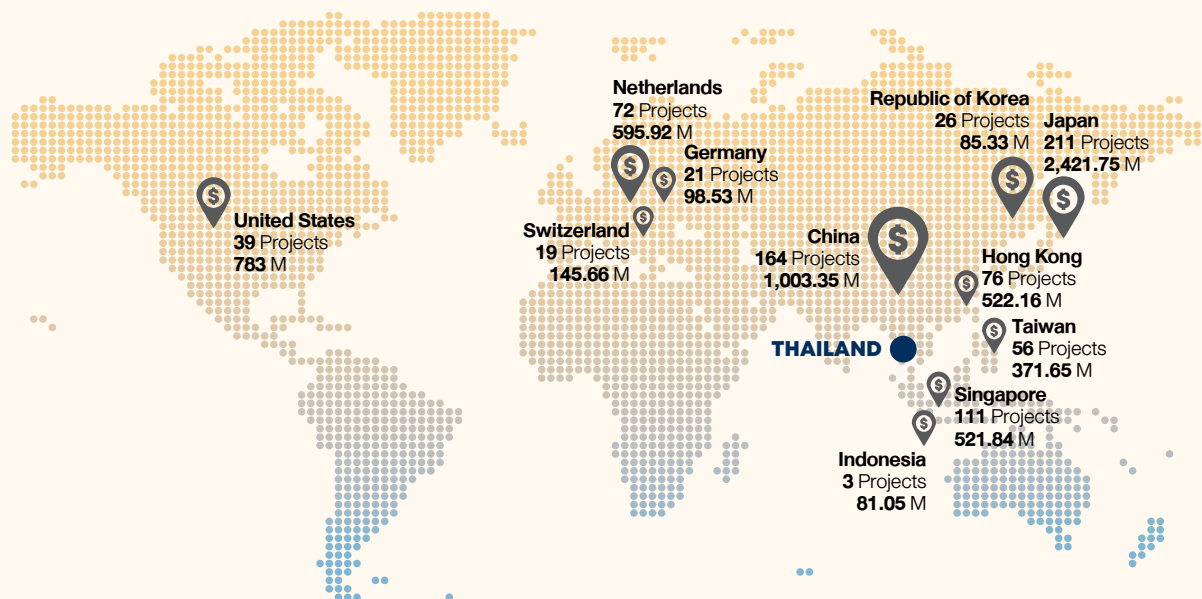 Netherlands
72 Projects
595.92 M
Republic of Korea
26 Projects
85.33 M
Japan
211 Projects
2,421.75 M
Germany
21 Projects
98.53 M
$
$
$
$
$
United States
39 Projects
783 M
$
Switzerland
19 Projects
145.66 M
China
164 Projects
1,003.35 M
$
Hong Kong
76 Projects
522.16 M
$
Taiwan
56 Projects
371.65 M
$
THAILAND
Singapore
111 Projects
521.84 M
$
$
Indonesia
3 Projects
81.05 M